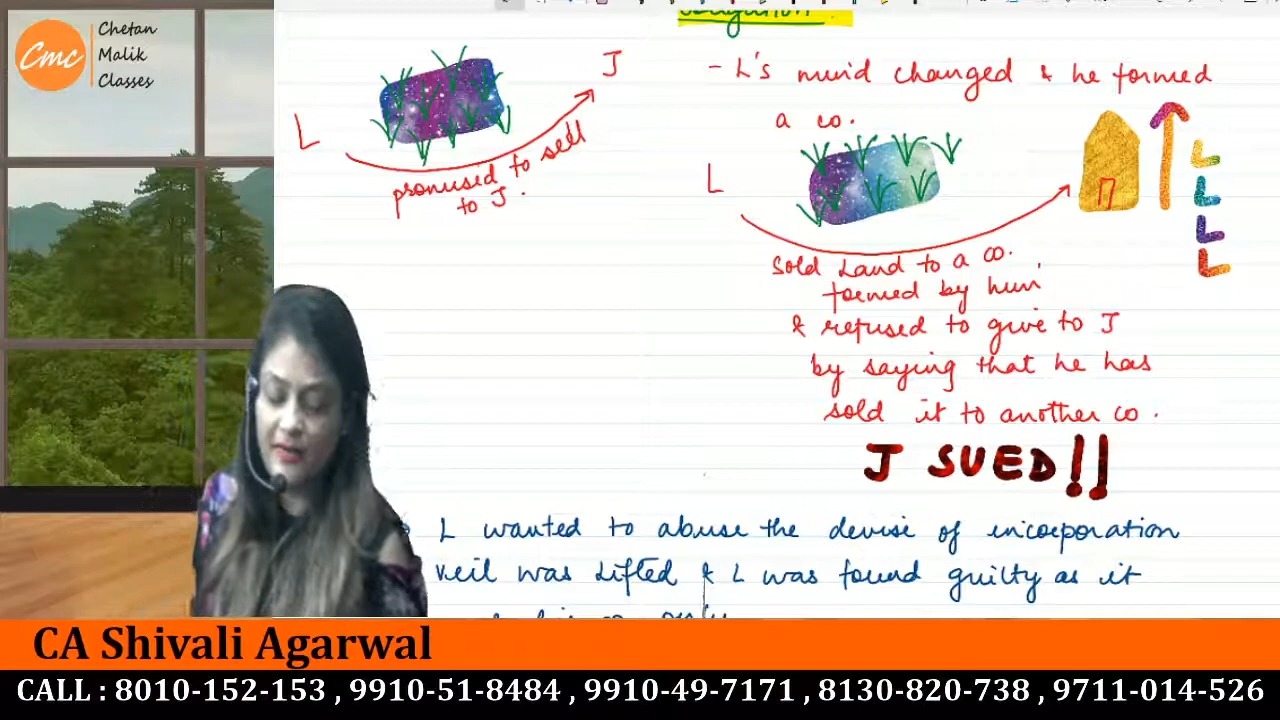 Cmc
Chetan
Malik
Classes
L
J
promised to sell
to J.
- L's mind changed & he formed
a co.
L
L
L
L
L
sold Land to a co.
formed by him
& refused to give to J
by saying that he has
sold it to another co.
J SUED!!
L wanted to abuse the devise of incorporation
veil was lifted & L was found guilty as it
CA Shivali Agarwal
CALL : 8010-152-153 , 9910-51-8484 , 9910-49-7171 , 8130-820-738 , 9711-014-526